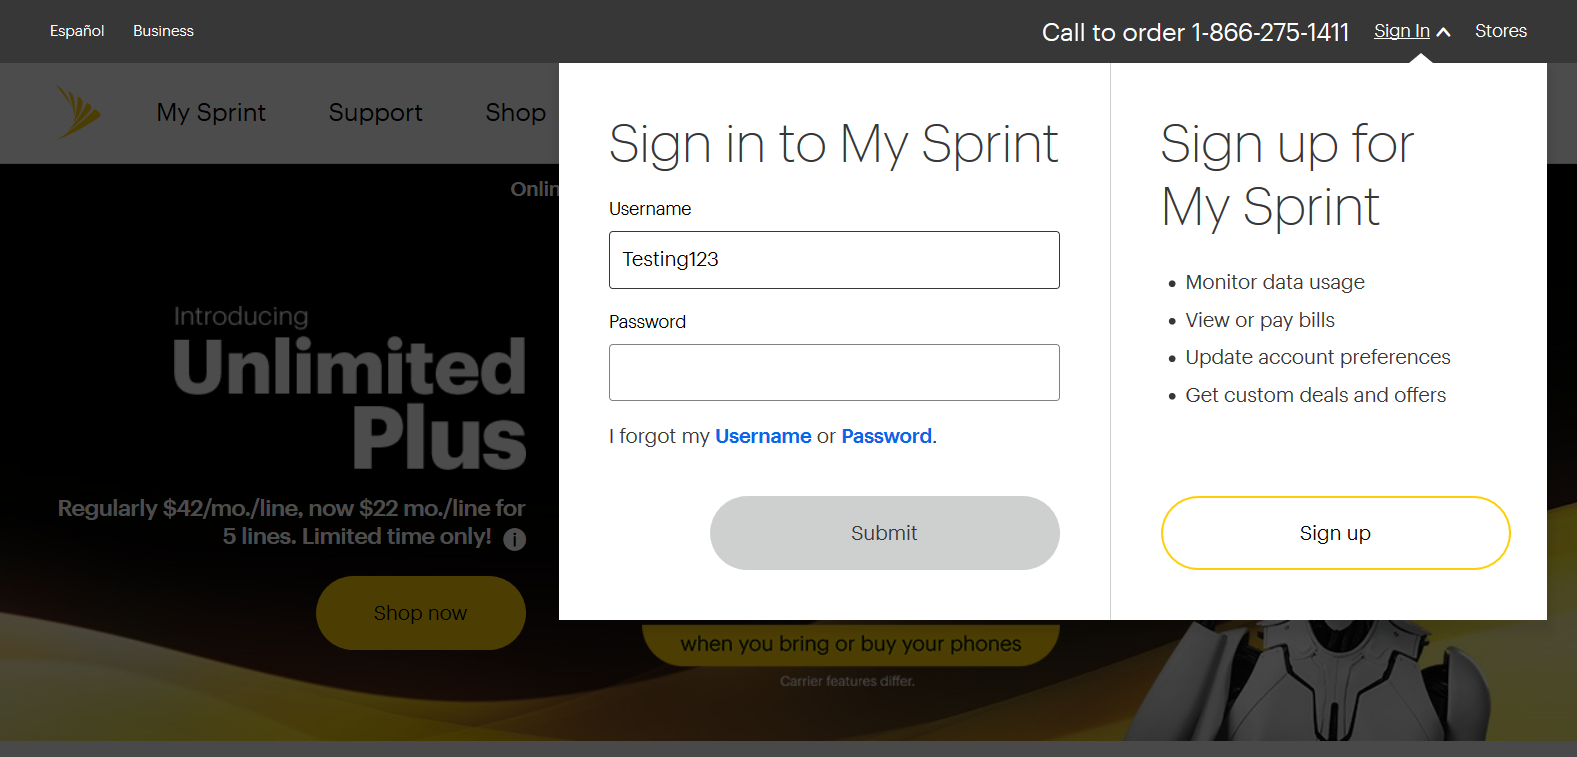 Español Business Call to order 1-866-275-1411 Sign In Stores
My Sprint Support Shop
Sign in to My Sprint
Username
Testing123
Password
I forgot my Username or Password.
Submit
Sign up for
My Sprint
• Monitor data usage
• View or pay bills
• Update account preferences
• Get custom deals and offers
Sign up
Onlin
Introducing
Unlimited
Plus
Regularly $42/mo./line, now $22 mo./line for
5 lines. Limited time only! i
Shop now
when you bring or buy your phones
Carrier features differ.